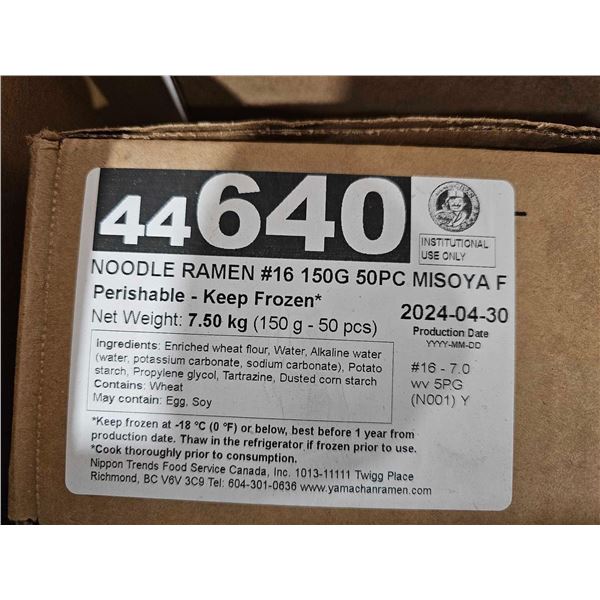 44640
INSTITUTIONAL
USE ONLY
NOODLE RAMEN #16 150G 50PC MISOYA F
Perishable - Keep Frozen*
Net Weight: 7.50 kg (150 g - 50 pcs)
2024-04-30
Production Date
YYYY-MM-DD
Ingredients: Enriched wheat flour, Water, Alkaline water
(water, potassium carbonate, sodium carbonate), Potato
starch, Propylene glycol, Tartrazine, Dusted corn starch
Contains: Wheat
May contain: Egg, Soy
#16 - 7.0
wv 5PG
(N001) Y
*Keep frozen at -18 °C (0 °F) or below, best before 1 year from
production date. Thaw in the refrigerator if frozen prior to use.
*Cook thoroughly prior to consumption.
Nippon Trends Food Service Canada, Inc. 1013-11111 Twigg Place
Richmond, BC V6V 3C9 Tel: 604-301-0636 www.yamachanramen.com